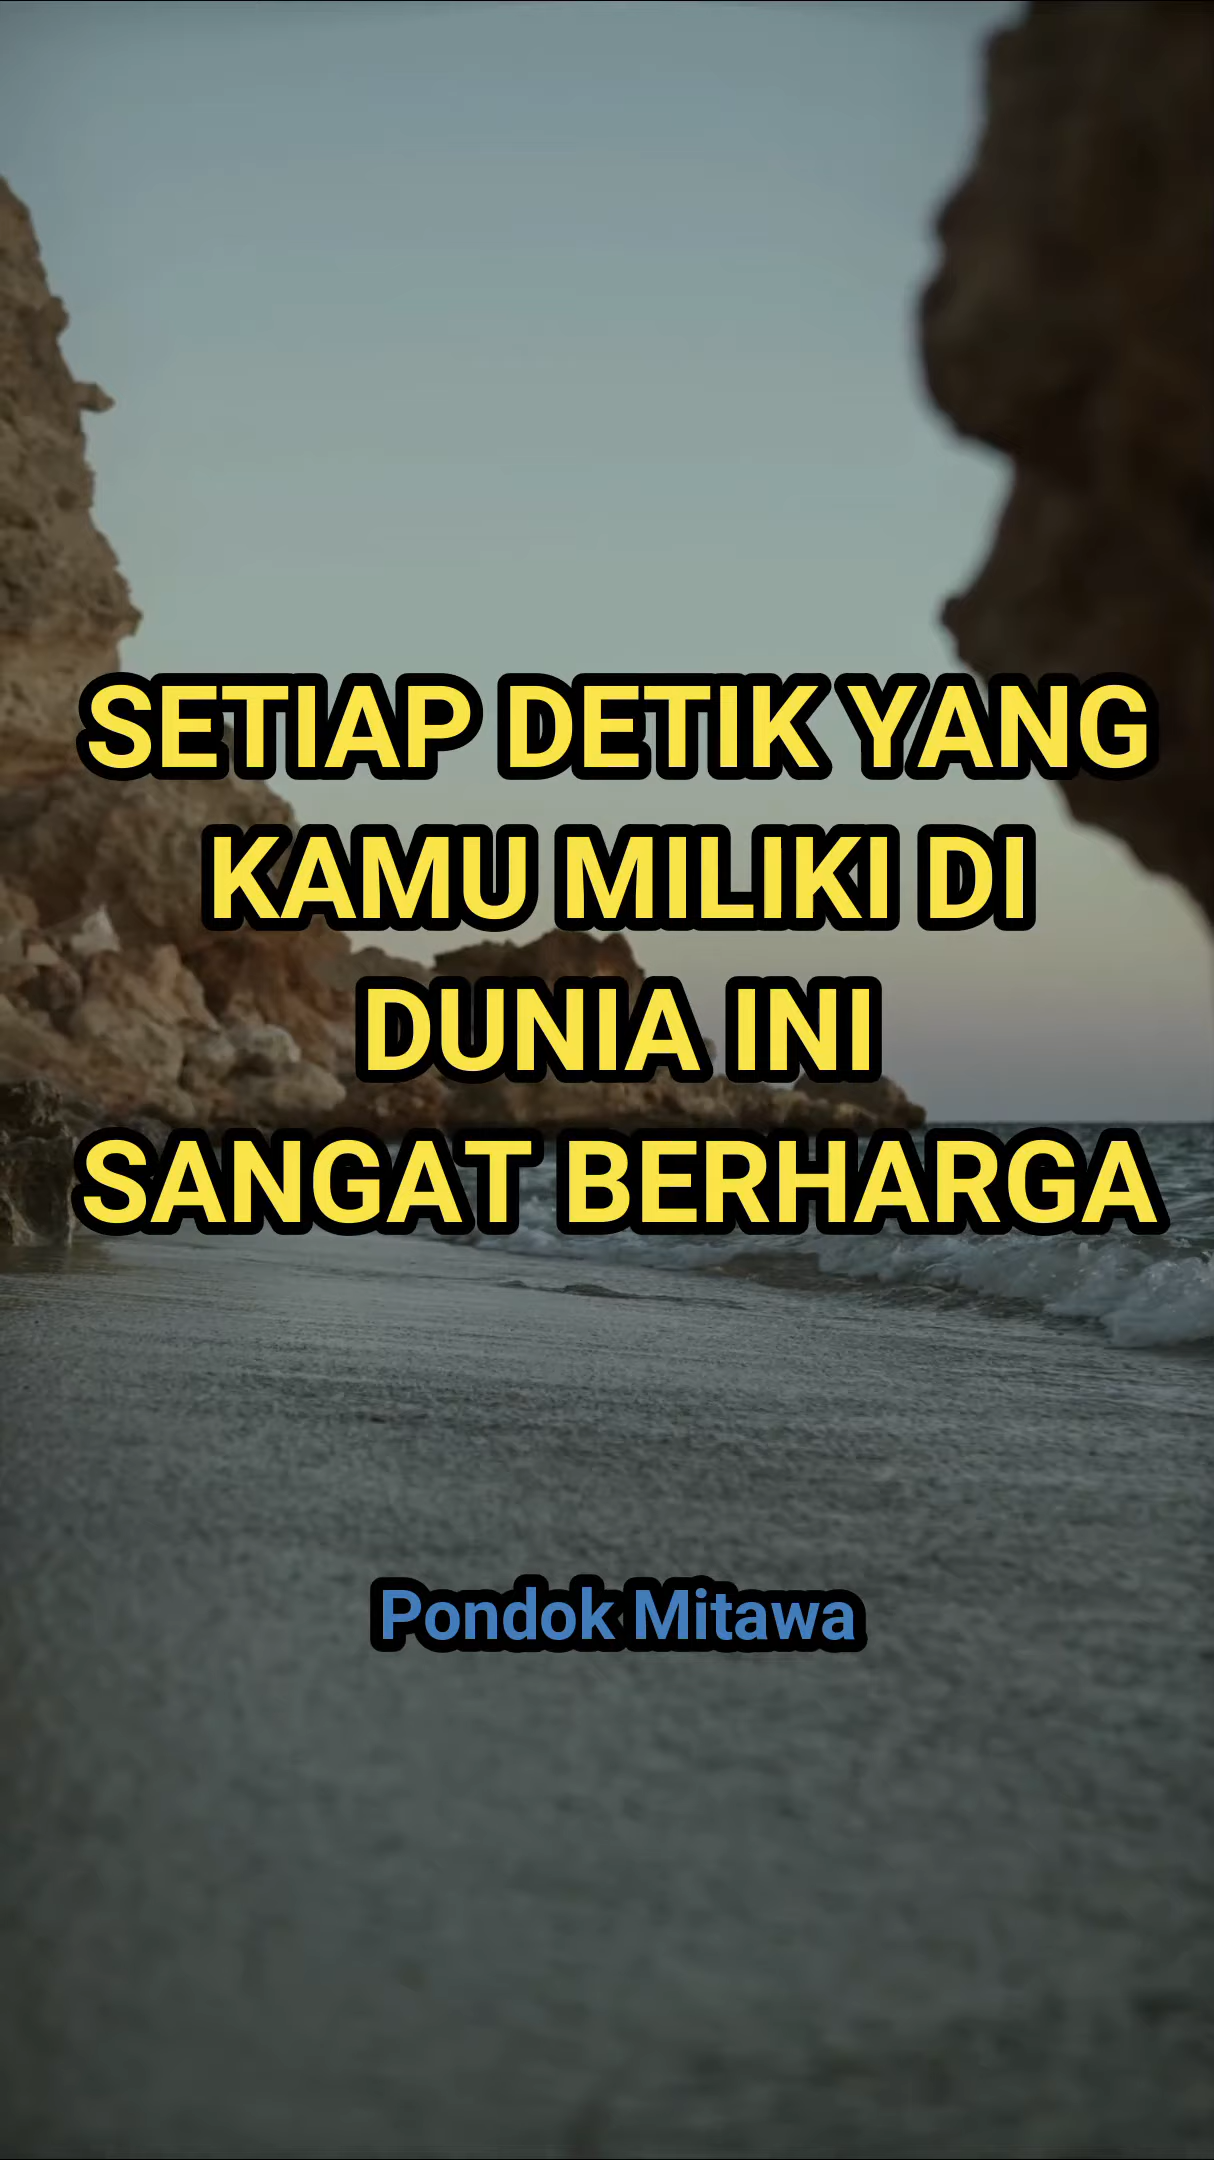 SETIAP DETIK YANG
KAMU MILIKI DI
DUNIA INI
SANGAT BERHARGA
Pondok Mitawa